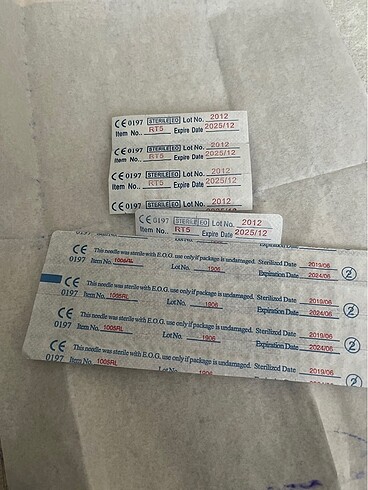 CE 0197 STERILE EO Lot No. 2012
Item No.. RT5 Expire Date 2025/12
CE 0197 STERILE EO Lot No. 2012
Item No.. RT5 Expire Date 2025/12
CE 0197 STERILE EO Lot No. 2012
Item No.. RT5 Expire Date 2025/12
CE 0197 STERILE EO Lot No. 2012
CE 0197 STERILE EO Lot No. 2012
Item No.. RT5 Expire Date 2025/12
Expiration Date
CE This needle was sterile with E.O.G. use only if package is undamaged. Sterilized Date 2019/06
0197 Item No. 1005RL Lot No. 1906 Expiration Date 2024/06 2
CE This needle was sterile with E.O.G. use only if package is undamaged. Sterilized Date 2019/06
0197 Item No. 1005RL Lot No. 1906 Expiration Date 2024/06 2
CE This needle was sterile with E.O.G. use only if package is undamaged. Sterilized Date 2019/06
0197 Item No. 1005RL Lot No. 1906 Expiration Date 2024/06 2
CE This needle was sterile with E.O.G. use only if package is undamaged. Sterilized Date 2019/06
0197 2